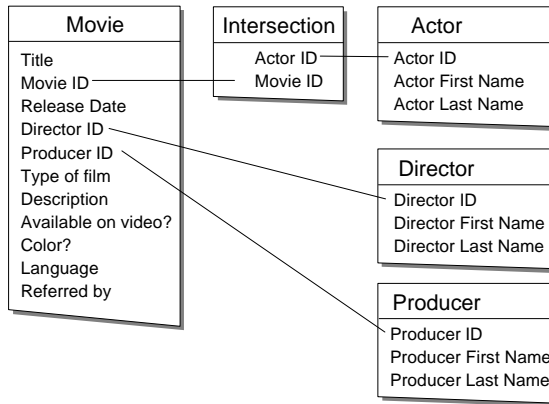 Movie
Title
Movie ID
Release Date
Director ID
Producer ID
Type of film
Description
Available on video?
Color?
Language
Referred by
Intersection
Actor ID
Movie ID
Actor
Actor ID
Actor First Name
Actor Last Name
Director
Director ID
Director First Name
Director Last Name
Producer
Producer ID
Producer First Name
Producer Last Name